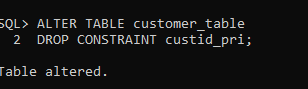 SQL> ALTER TABLE customer_table
2 DROP CONSTRAINT custid_pri;
Table altered.